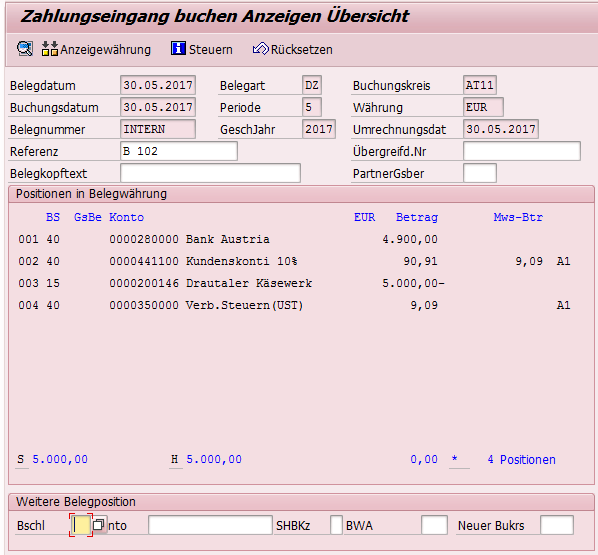 Zahlungseingang buchen Anzeigen Übersicht
Anzeigewährung Steuern Rücksetzen
Belegdatum 30.05.2017 Belegart DZ Buchungskreis AT11
Buchungsdatum 30.05.2017 Periode 5 Währung EUR
Belegnummer INTERN GeschJahr 2017 Umrechnungsdat 30.05.2017
Referenz B 102 Übergreifd.Nr
Belegkopftext PartnerGsber
Positionen in Belegwährung
BS GsBe Konto EUR Betrag Mws-Btr
001 40 0000280000 Bank Austria 4.900,00
002 40 0000441100 Kundenskonti 10% 90,91 9,09 A1
003 15 0000200146 Drautaler Käsewerk 5.000,00-
004 40 0000350000 Verb.Steuern(UST) 9,09 A1
S 5.000,00 H 5.000,00 0,00 * 4 Positionen
Weitere Belegposition
Bschl nto SHBKz BWA Neuer Bukrs